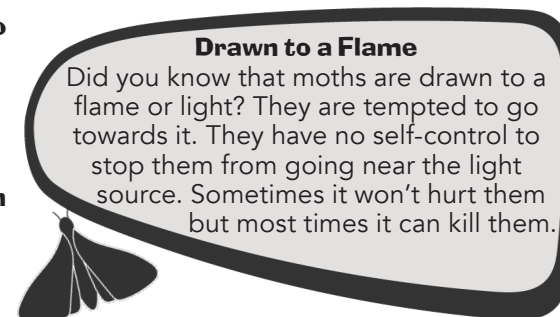 Drawn to a Flame
Did you know that moths are drawn to a
flame or light? They are tempted to go
towards it. They have no self-control to
stop them from going near the light
source. Sometimes it won’t hurt them
but most times it can kill them.